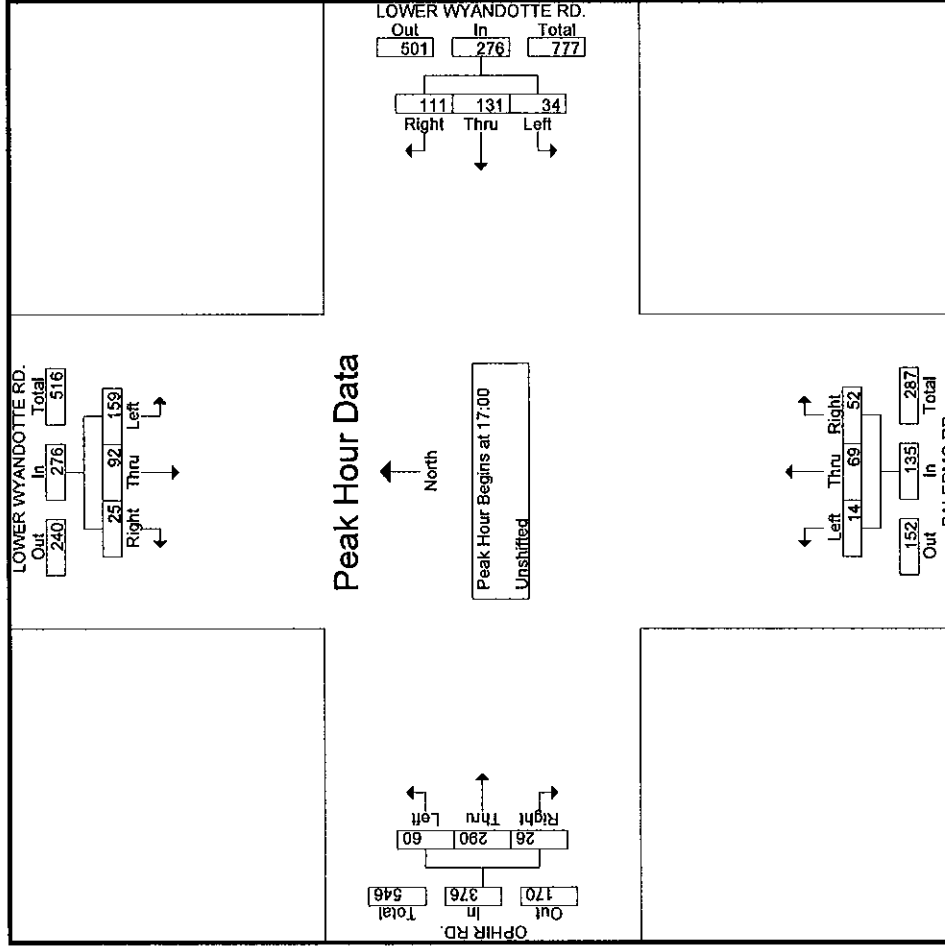 LOWER WYANDOTTE RD.
Out In Total
501 276 777
111 131 34
Right Thru Left
LOWER WYANDOTTE RD.
Out In Total
240 276 516
25 92 159
Right Thru Left
Peak Hour Data
North
Peak Hour Begins at 17:00
Unshifted
Left Thru Right
14 69 52
152 135 287
Out In Total
Left Thru Right
60 290 26
546 376 170
Total In Out
OPHIR RD.